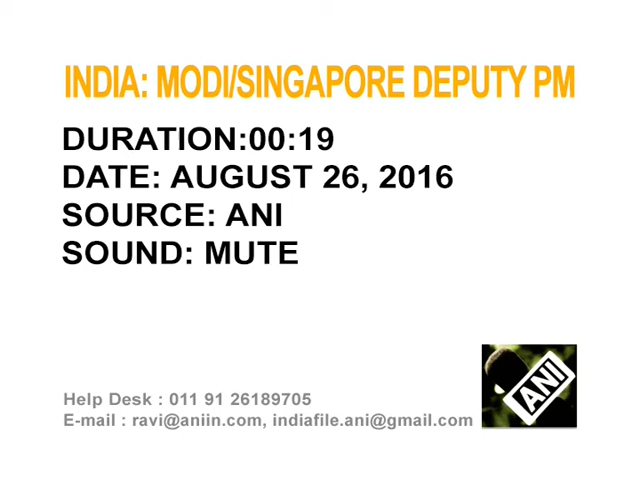 INDIA: MODI/SINGAPORE DEPUTY PM
DURATION:00:19
DATE: AUGUST 26, 2016
SOURCE: ANI
SOUND: MUTE
Help Desk : 011 91 26189705
E-mail : ravi@aniin.com, indiafile.ani@gmail.com
ANI